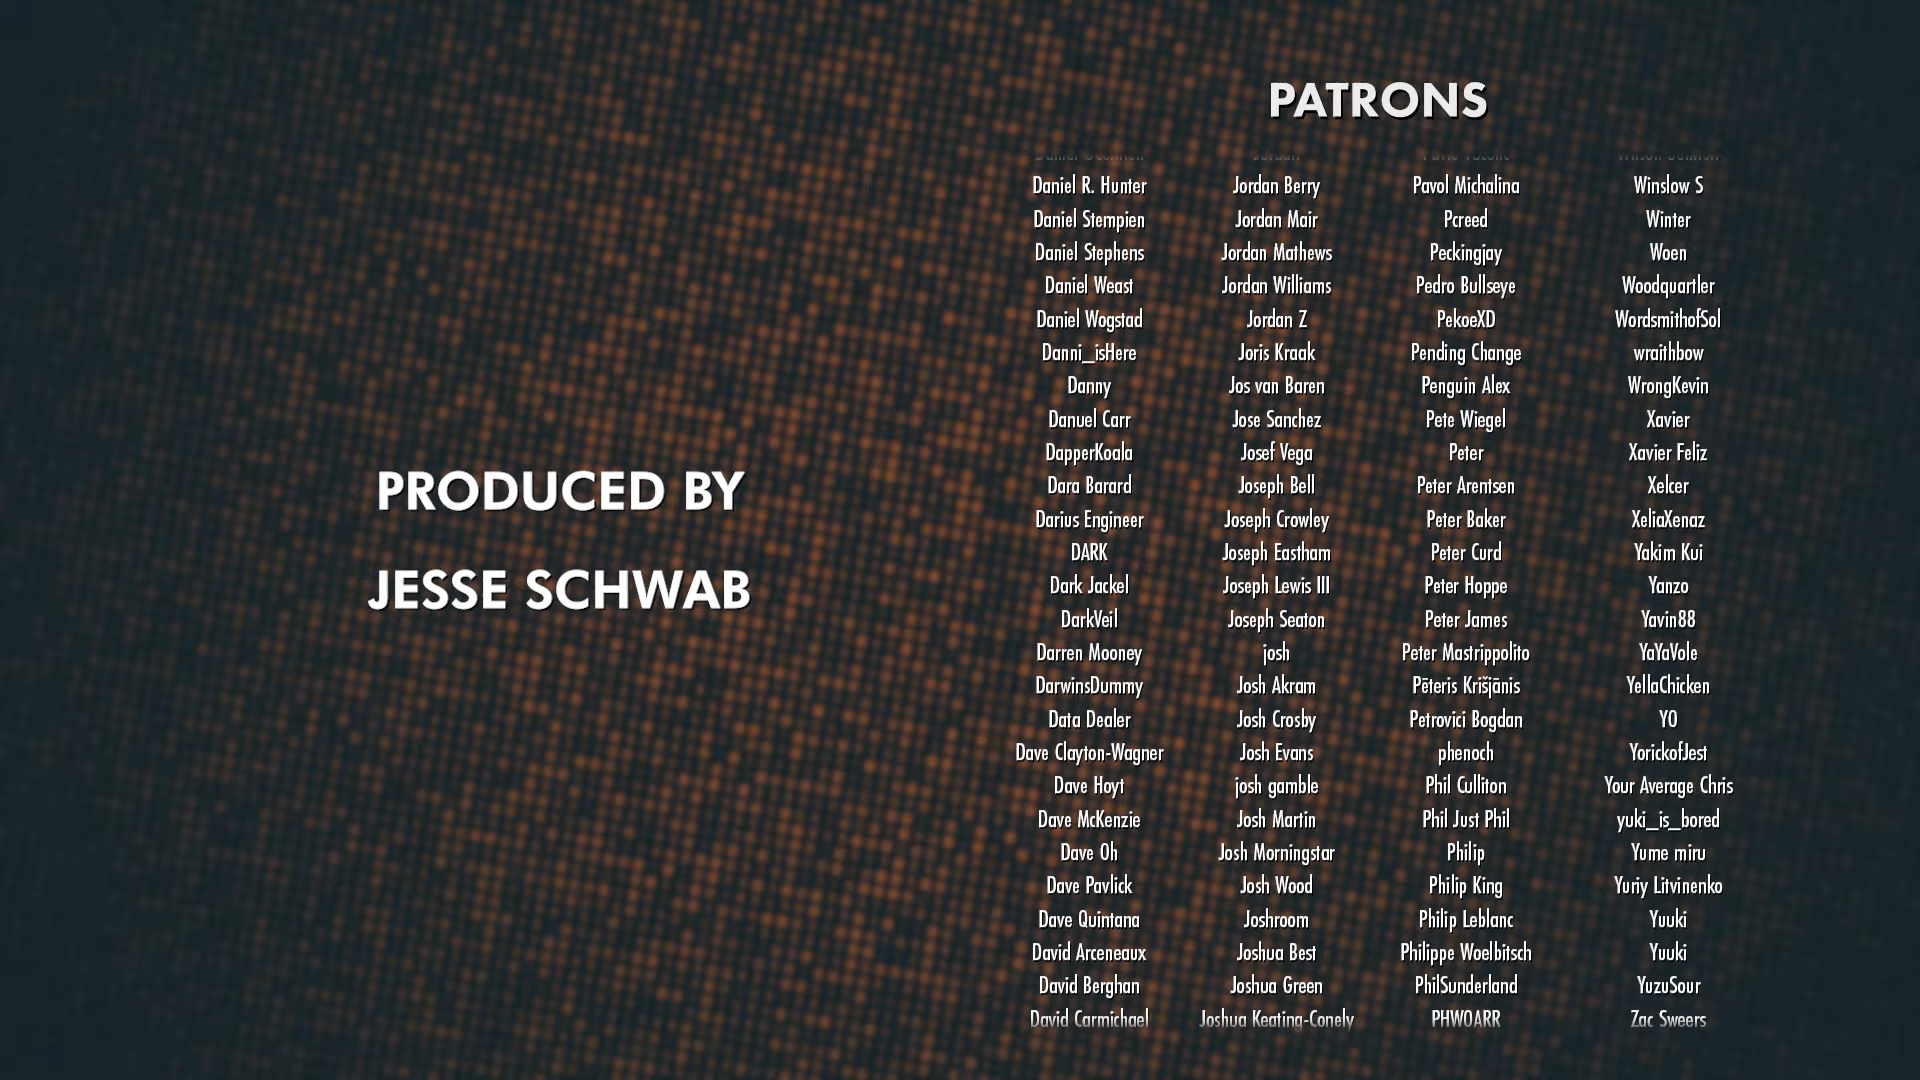 PATRONS
PRODUCED BY
JESSE SCHWAB
Daniel R. Hunter
Daniel Stempien
Daniel Stephens
Daniel Weast
Daniel Wogstad
Danni_isHere
Danny
Danuel Carr
DapperKoala
Dara Barard
Darius Engineer
DARK
Dark Jackel
DarkVeil
Darren Mooney
DarwinsDummy
Data Dealer
Dave Clayton-Wagner
Dave Hoyt
Dave McKenzie
Dave Oh
Dave Pavlick
Dave Quintana
David Arceneaux
David Berghan
David Carmichael
Jordan
Jordan Berry
Jordan Mair
Jordan Mathews
Jordan Williams
Jordan Z
Joris Kraak
Jos van Baren
Jose Sanchez
Josef Vega
Joseph Bell
Joseph Crowley
Joseph Eastham
Joseph Lewis III
Joseph Seaton
josh
Josh Akram
Josh Crosby
Josh Evans
josh gamble
Josh Martin
Josh Morningstar
Josh Wood
Joshroom
Joshua Best
Joshua Green
Joshua Keating-Conely
Pavol Michalina
Pcreed
Peckingjay
Pedro Bullseye
PekoeXD
Pending Change
Penguin Alex
Pete Wiegel
Peter
Peter Arentsen
Peter Baker
Peter Curd
Peter Hoppe
Peter James
Peter Mastrippolito
Pēteris Krišjānis
Petrovici Bogdan
phenoch
Phil Culliton
Phil Just Phil
Philip
Philip King
Philip Leblanc
Philippe Woelbitsch
PhilSunderland
PHWOARR
Winslow S
Winter
Woen
Woodquartler
WordsmithofSol
wraithbow
WrongKevin
Xavier
Xavier Feliz
Xelcer
XeliaXenaz
Yakim Kui
Yanzo
Yavin88
YaYaVole
YellaChicken
YO
YorickofJest
Your Average Chris
yuki_is_bored
Yume miru
Yuriy Litvinenko
Yuuki
Yuuki
YuzuSour
Zac Sweers